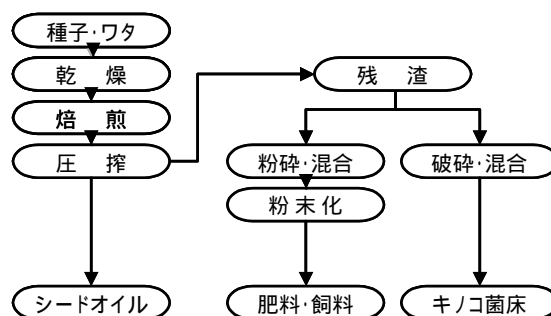 種子･ワタ
乾　燥
焙　煎
圧　搾
シードオイル
残　渣
粉砕･混合
粉 末 化
肥料･飼料
破砕･混合
キノコ菌床